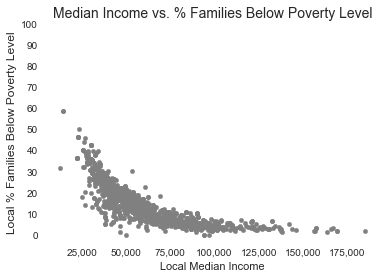 Median Income vs. % Families Below Poverty Level
100
90
80
70
60
50
40
30
20
10
0
Local % Families Below Poverty Level
25,000 50,000 75,000 100,000 125,000 150,000 175,000
Local Median Income